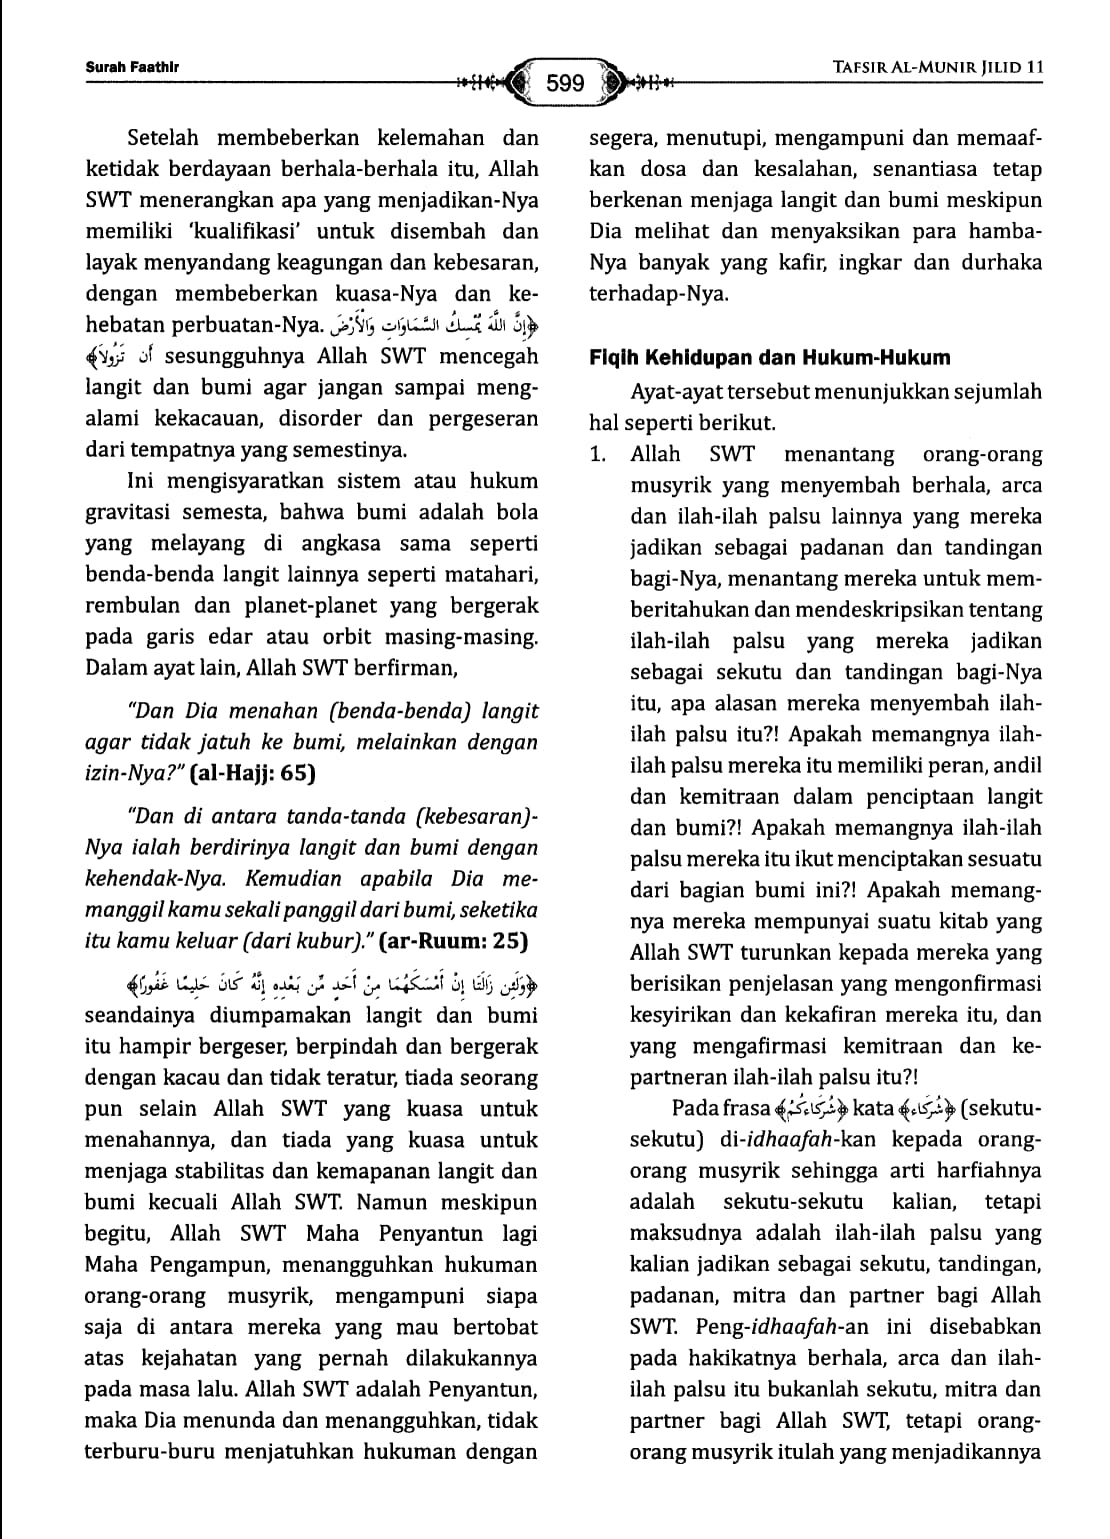 Surah Faathir
599
TAFSIR AL-MUNIR JILID 11
Setelah membeberkan kelemahan dan
ketidak berdayaan berhala-berhala itu, Allah
SWT menerangkan apa yang menjadikan-Nya
memiliki ‘kualifikasi’ untuk disembah dan
layak menyandang keagungan dan kebesaran,
dengan membeberkan kuasa-Nya dan ke-
hebatan perbuatan-Nya. ﴿إِنَّ اللَّهَ يُمْسِكُ السَّمَاوَاتِ وَالْأَرْضَ
أَن تَزُولَا﴾ sesungguhnya Allah SWT mencegah
langit dan bumi agar jangan sampai meng-
alami kekacauan, disorder dan pergeseran
dari tempatnya yang semestinya.
Ini mengisyaratkan sistem atau hukum
gravitasi semesta, bahwa bumi adalah bola
yang melayang di angkasa sama seperti
benda-benda langit lainnya seperti matahari,
rembulan dan planet-planet yang bergerak
pada garis edar atau orbit masing-masing.
Dalam ayat lain, Allah SWT berfirman,
“Dan Dia menahan (benda-benda) langit
agar tidak jatuh ke bumi, melainkan dengan
izin-Nya?” (al-Hajj: 65)
“Dan di antara tanda-tanda (kebesaran)-
Nya ialah berdirinya langit dan bumi dengan
kehendak-Nya. Kemudian apabila Dia me-
manggil kamu sekali panggil dari bumi, seketika
itu kamu keluar (dari kubur).” (ar-Ruum: 25)
﴿وَلَئِن زَالَتَا إِنْ أَمْسَكَهُمَا مِنْ أَحَدٍ مِّن بَعْدِهِ إِنَّهُ كَانَ حَلِيمًا غَفُورًا﴾
seandainya diumpamakan langit dan bumi
itu hampir bergeser, berpindah dan bergerak
dengan kacau dan tidak teratur, tiada seorang
pun selain Allah SWT yang kuasa untuk
menahannya, dan tiada yang kuasa untuk
menjaga stabilitas dan kemapanan langit dan
bumi kecuali Allah SWT. Namun meskipun
begitu, Allah SWT Maha Penyantun lagi
Maha Pengampun, menangguhkan hukuman
orang-orang musyrik, mengampuni siapa
saja di antara mereka yang mau bertobat
atas kejahatan yang pernah dilakukannya
pada masa lalu. Allah SWT adalah Penyantun,
maka Dia menunda dan menangguhkan, tidak
terburu-buru menjatuhkan hukuman dengan
segera, menutupi, mengampuni dan memaaf-
kan dosa dan kesalahan, senantiasa tetap
berkenan menjaga langit dan bumi meskipun
Dia melihat dan menyaksikan para hamba-
Nya banyak yang kafir, ingkar dan durhaka
terhadap-Nya.
Fiqih Kehidupan dan Hukum-Hukum
Ayat-ayat tersebut menunjukkan sejumlah
hal seperti berikut.
1. Allah SWT menantang orang-orang
musyrik yang menyembah berhala, arca
dan ilah-ilah palsu lainnya yang mereka
jadikan sebagai padanan dan tandingan
bagi-Nya, menantang mereka untuk mem-
beritahukan dan mendeskripsikan tentang
ilah-ilah palsu yang mereka jadikan
sebagai sekutu dan tandingan bagi-Nya
itu, apa alasan mereka menyembah ilah-
ilah palsu itu?! Apakah memangnya ilah-
ilah palsu mereka itu memiliki peran, andil
dan kemitraan dalam penciptaan langit
dan bumi?! Apakah memangnya ilah-ilah
palsu mereka itu ikut menciptakan sesuatu
dari bagian bumi ini?! Apakah memang-
nya mereka mempunyai suatu kitab yang
Allah SWT turunkan kepada mereka yang
berisikan penjelasan yang mengonfirmasi
kesyirikan dan kekafiran mereka itu, dan
yang mengafirmasi kemitraan dan ke-
partneran ilah-ilah palsu itu?!
Pada frasa ﴿شُرَكَاءَكُمُ﴾ kata ﴿شُرَكَاء﴾ (sekutu-
sekutu) di-idhaafah-kan kepada orang-
orang musyrik sehingga arti harfiahnya
adalah sekutu-sekutu kalian, tetapi
maksudnya adalah ilah-ilah palsu yang
kalian jadikan sebagai sekutu, tandingan,
padanan, mitra dan partner bagi Allah
SWT. Peng-idhaafah-an ini disebabkan
pada hakikatnya berhala, arca dan ilah-
ilah palsu itu bukanlah sekutu, mitra dan
partner bagi Allah SWT, tetapi orang-
orang musyrik itulah yang menjadikannya